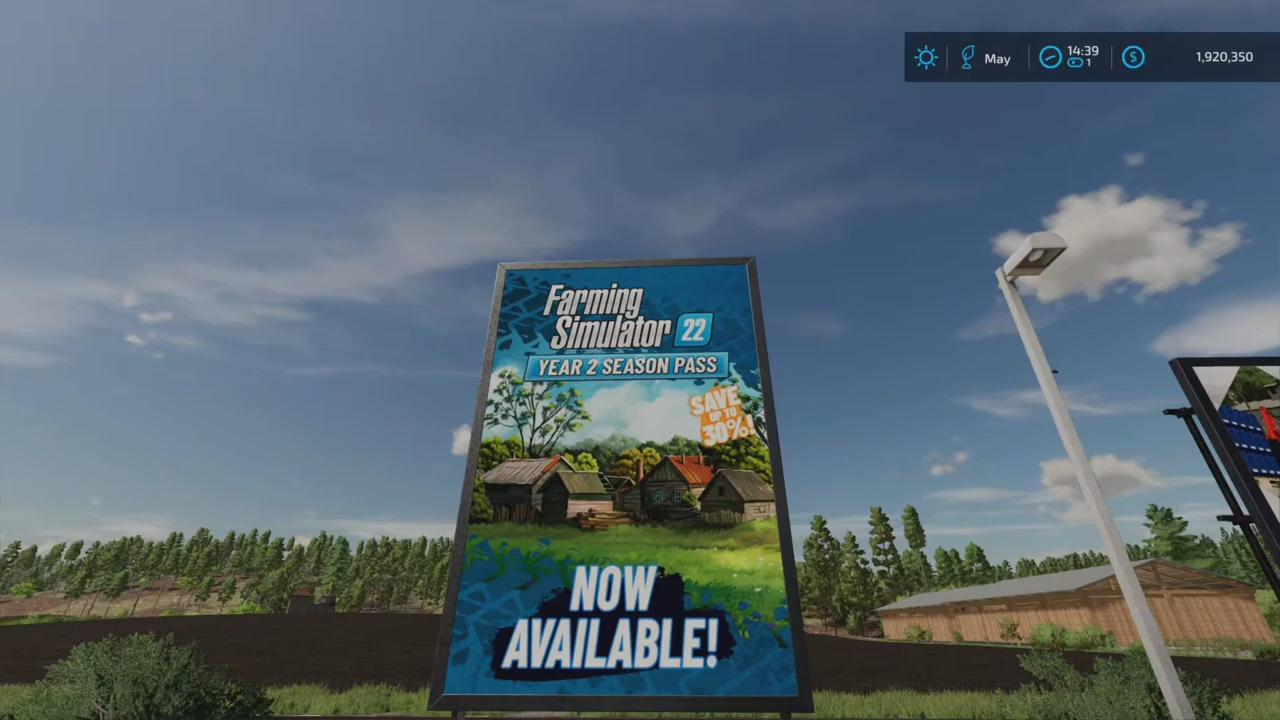 May
14:39
1
$
1,920,350
Farming
Simulator 22
YEAR 2 SEASON PASS
SAVE
UP TO
30%!
NOW
AVAILABLE!